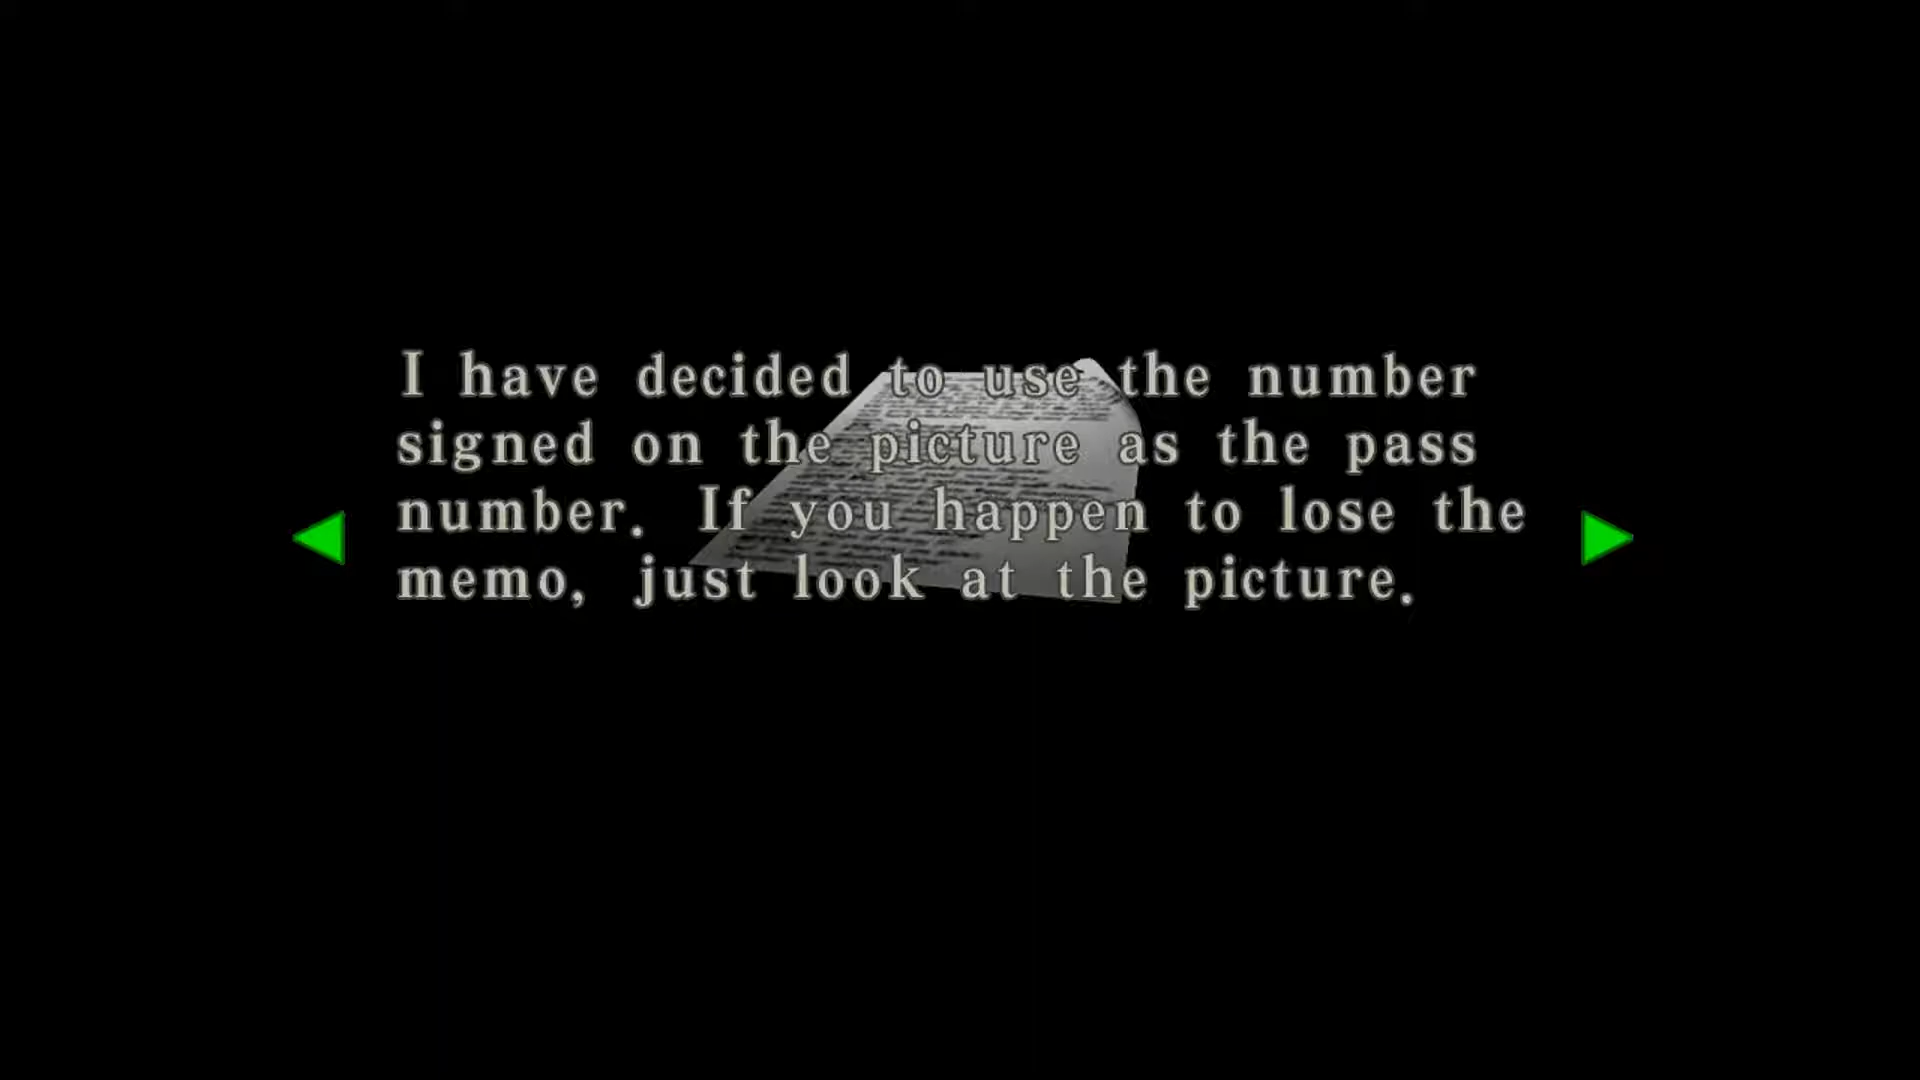 I have decided to use the number
signed on the picture as the pass
number. If you happen to lose the
memo, just look at the picture.